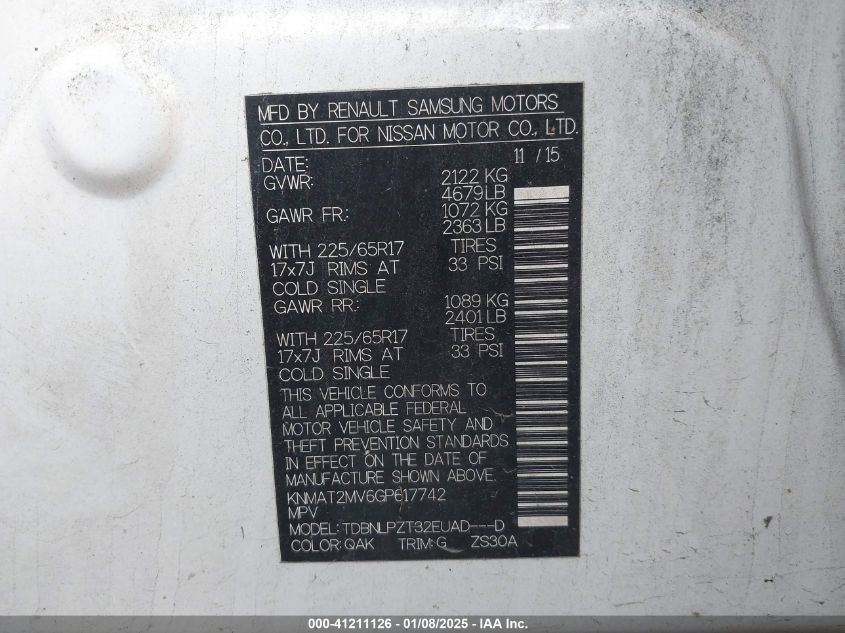 MFD BY RENAULT SAMSUNG MOTORS
CO., LTD. FOR NISSAN MOTOR CO., LTD.
DATE: 11 / 15
GVWR: 2122 KG
4679 LB
GAWR FR.: 1072 KG
2363 LB
WITH 225/65R17 TIRES
17x7J RIMS AT 33 PSI
COLD SINGLE
GAWR RR.: 1089 KG
2401 LB
WITH 225/65R17 TIRES
17x7J RIMS AT 33 PSI
COLD SINGLE
THIS VEHICLE CONFORMS TO
ALL APPLICABLE FEDERAL
MOTOR VEHICLE SAFETY AND
THEFT PREVENTION STANDARDS
IN EFFECT ON THE DATE OF
MANUFACTURE SHOWN ABOVE.
KNMAT2MV6GP617742
MPV
MODEL: TDBNLPZT32EUAD---D
COLOR: QAK TRIM: G ZS30A
000-41211126 - 01/08/2025 - IAA Inc.